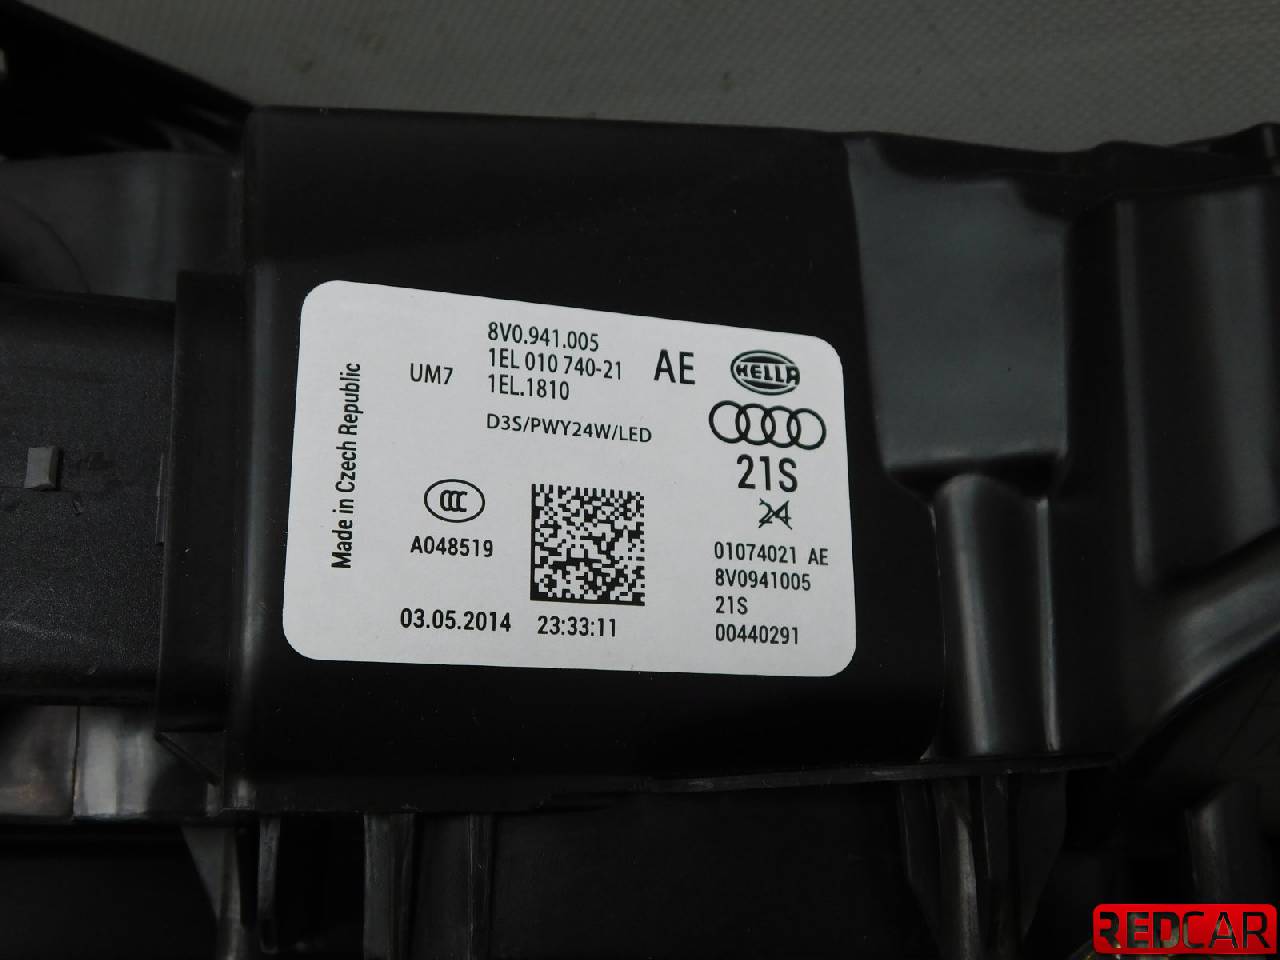 8V0.941.005
1EL 010 740-21
1EL.1810
UM7
AE
HELLA
D3S/PWY24W/LED
21S
24
Made in Czech Republic
CCC
A048519
01074021 AE
8V0941005
21S
00440291
03.05.2014 23:33:11
REDCAR